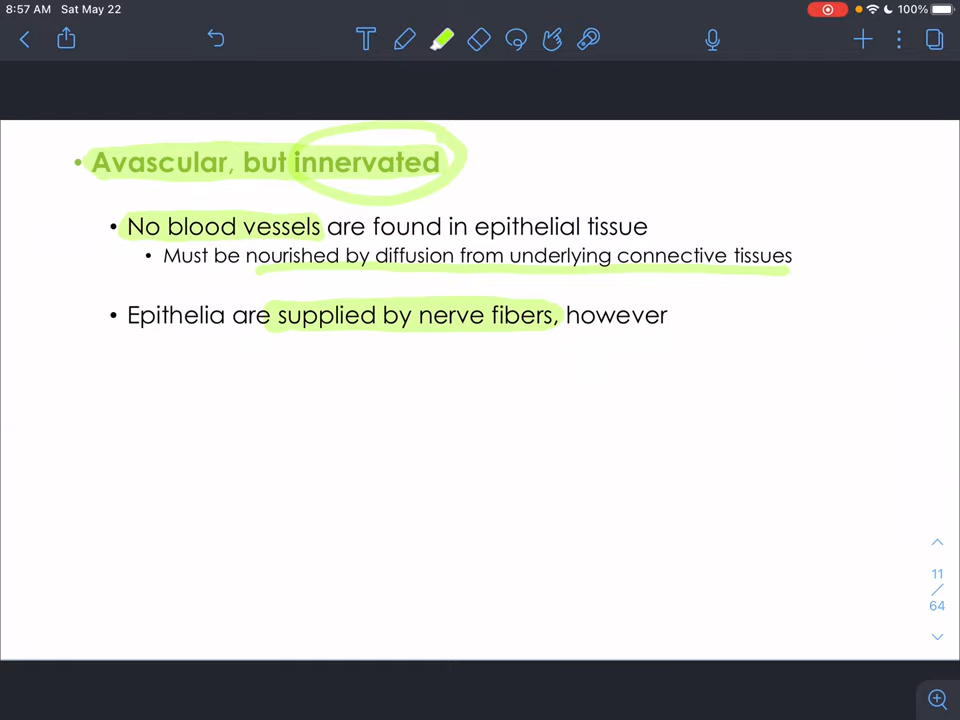 8:57 AM Sat May 22
100%
• Avascular, but innervated
• No blood vessels are found in epithelial tissue
• Must be nourished by diffusion from underlying connective tissues
• Epithelia are supplied by nerve fibers, however
11
/
64